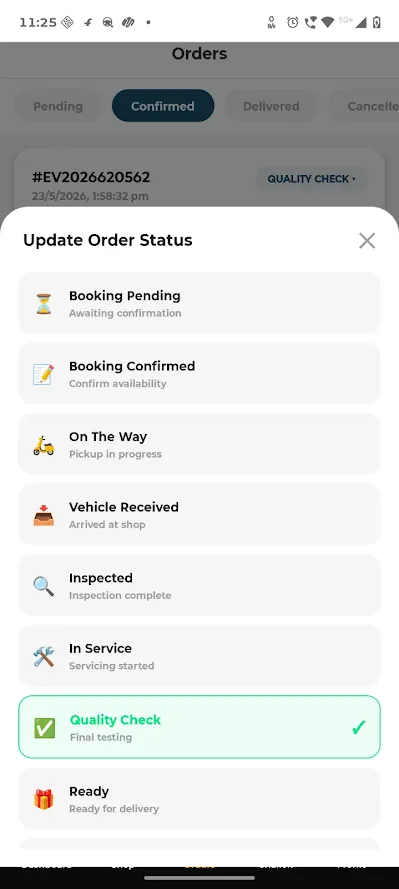 11:25
5G+
Orders
Pending
Confirmed
Delivered
Cancelle
#EV2026620562
QUALITY CHECK
23/5/2026, 1:58:32 pm
Update Order Status
Booking Pending
Awaiting confirmation
Booking Confirmed
Confirm availability
On The Way
Pickup in progress
Vehicle Received
Arrived at shop
Inspected
Inspection complete
In Service
Servicing started
Quality Check
Final testing
Ready
Ready for delivery